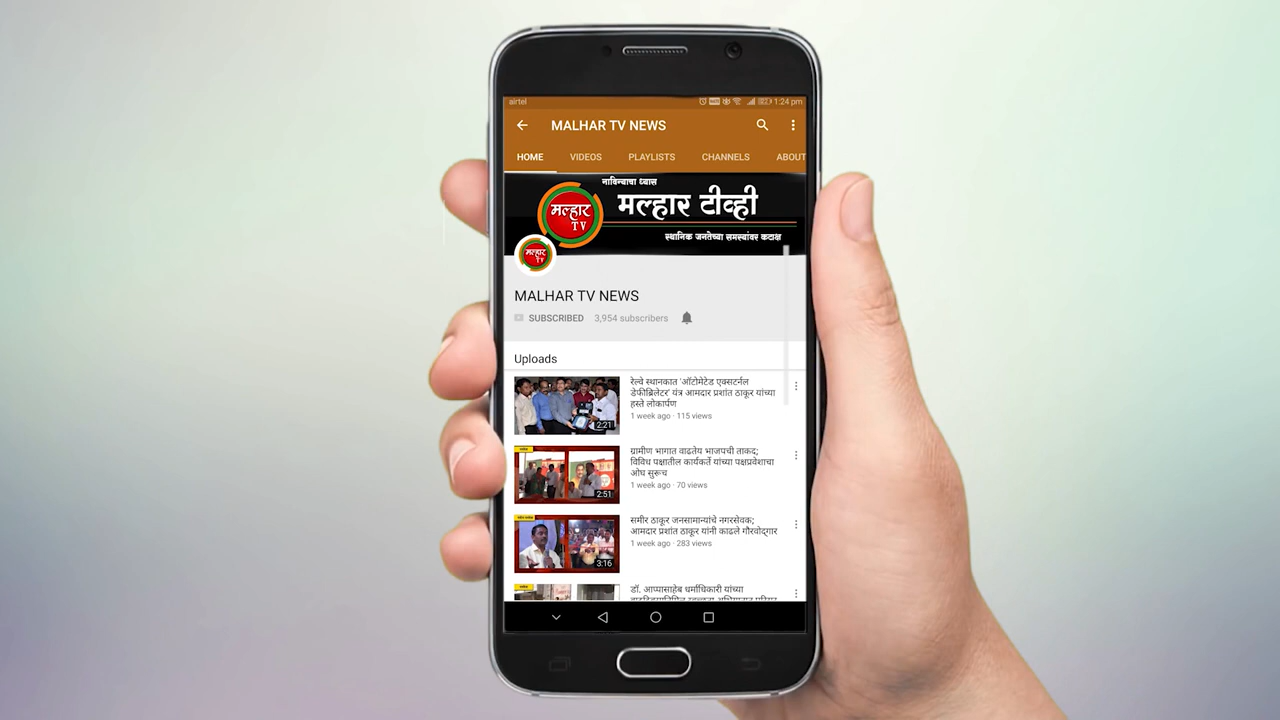 airtel 1:24 pm
MALHAR TV NEWS
HOME VIDEOS PLAYLISTS CHANNELS ABOUT
नाविन्याचा ध्यास
मल्हार टीव्ही
मल्हार
TV
स्थानिक जनतेच्या समस्यांवर कटाक्ष
मल्हार
TV
MALHAR TV NEWS
SUBSCRIBED 3,954 subscribers
Uploads
रेल्वे स्थानकात 'ऑटोमेटेड एक्सटर्नल
डेफीब्रिलेटर' यंत्र आमदार प्रशांत ठाकूर यांच्या
हस्ते लोकार्पण
1 week ago · 115 views
2:21
ग्रामीण भागात वाढतेय भाजपची ताकद;
विविध पक्षातील कार्यकर्ते यांच्या पक्षप्रवेशाचा
ओघ सुरूच
1 week ago · 70 views
2:51
समीर ठाकूर जनसामान्यांचे नगरसेवक;
आमदार प्रशांत ठाकूर यांनी काढले गौरवोद्गार
1 week ago · 283 views
3:16
डॉ. आप्पासाहेब धर्माधिकारी यांच्या